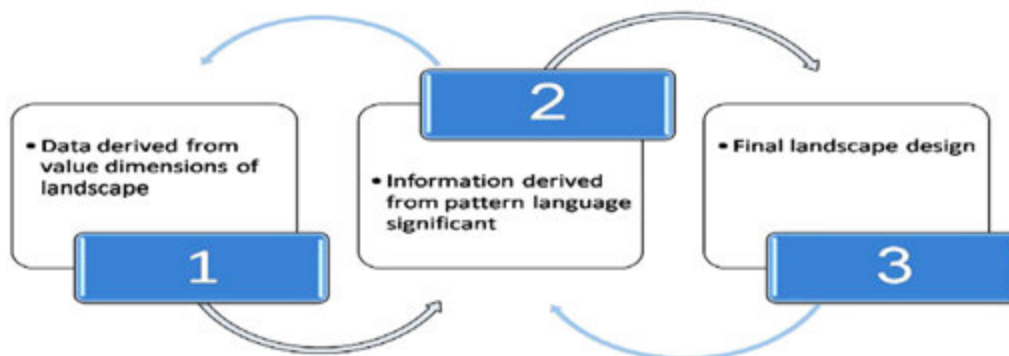 • Data derived from
value dimensions of
landscape
1
2
• Information derived
from pattern language
significant
• Final landscape design
3